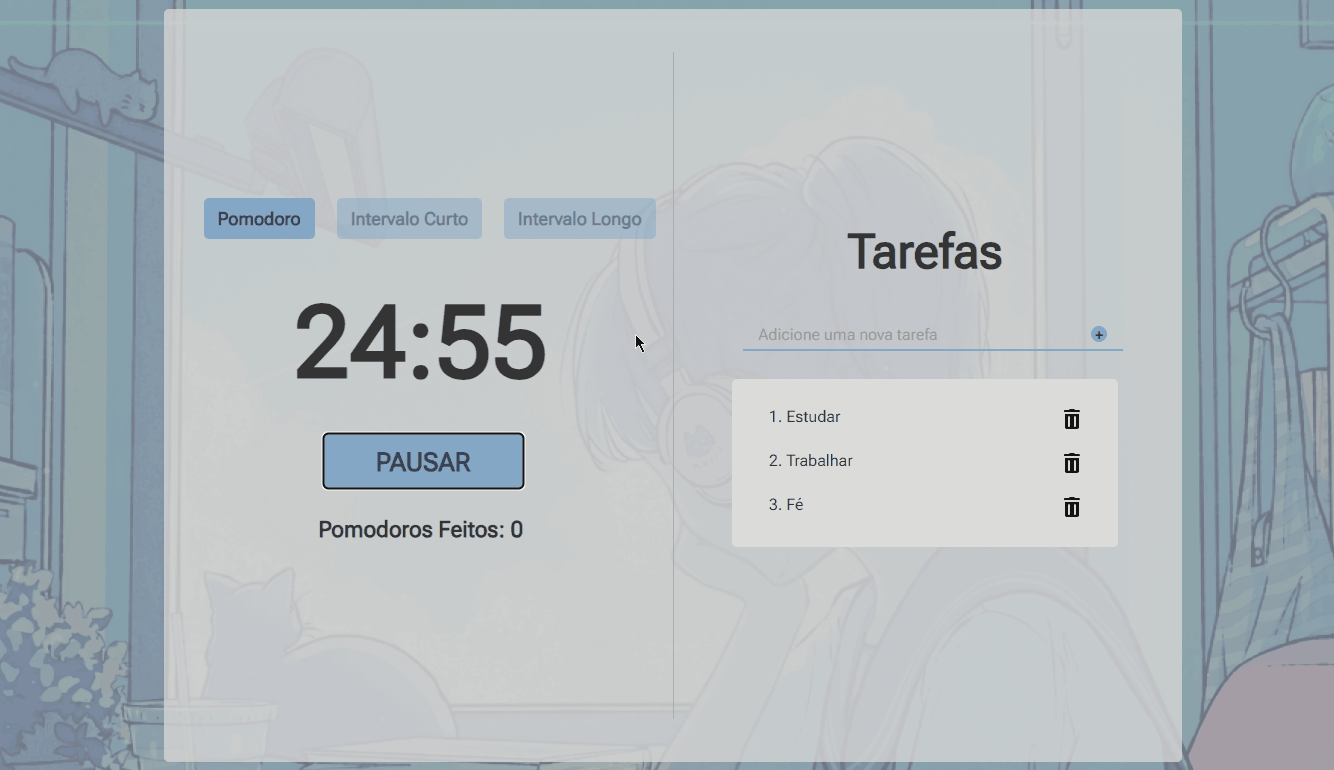 Pomodoro
Intervalo Curto
Intervalo Longo
24:55
PAUSAR
Pomodoros Feitos: 0
Tarefas
Adicione uma nova tarefa
+
1. Estudar
2. Trabalhar
3. Fé